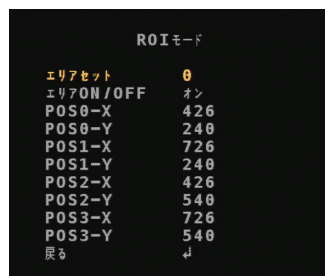 ROIモード
エリアセット 0
エリアON/OFF オン
POS0-X 426
POS0-Y 240
POS1-X 726
POS1-Y 240
POS2-X 426
POS2-Y 540
POS3-X 726
POS3-Y 540
戻る ↲